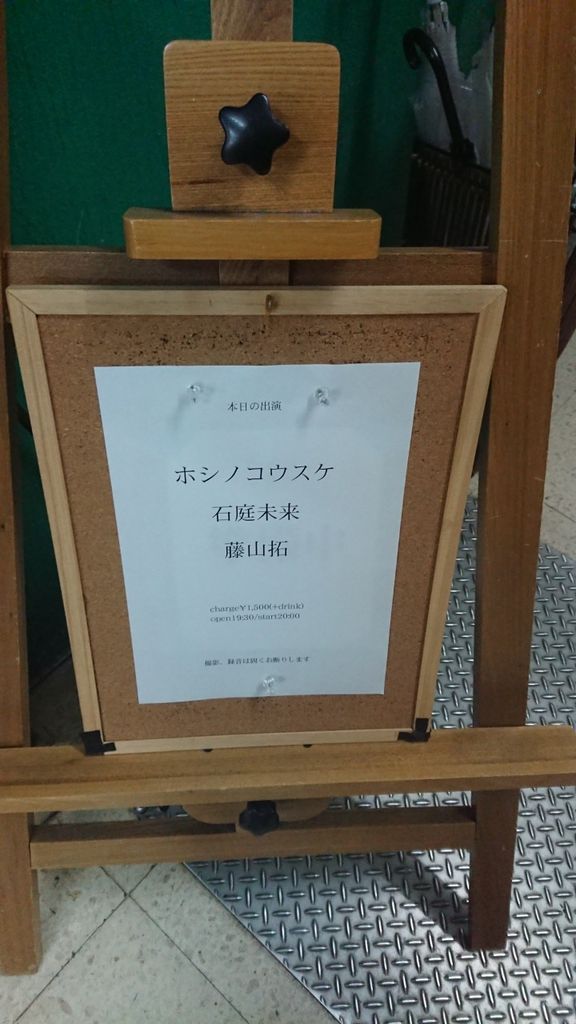 本日の出演
ホシノコウスケ
石庭未来
藤山拓
charge¥1,500(+drink)
open19:30/start20:00
撮影、録音は固くお断りします